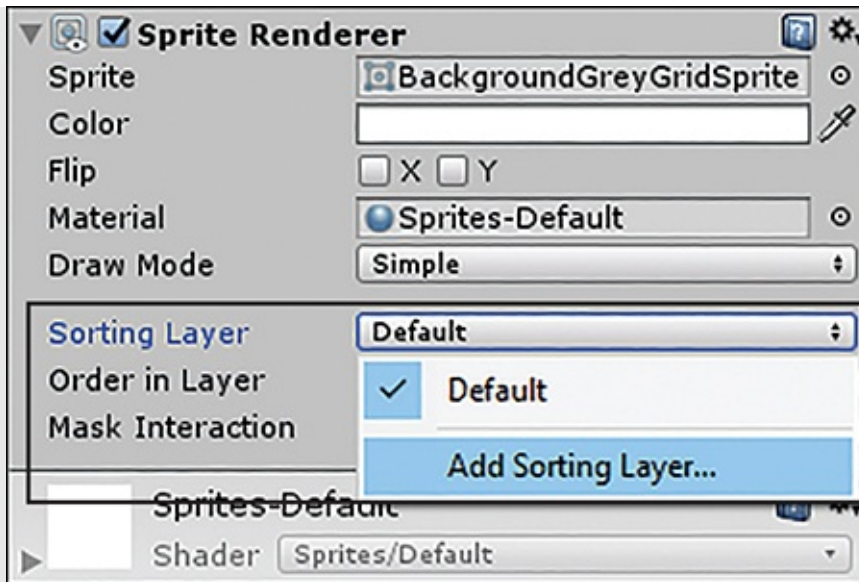 Sprite Renderer
Sprite BackgroundGreyGridSprite
Color
Flip X Y
Material Sprites-Default
Draw Mode Simple
Sorting Layer Default
Order in Layer Default
Mask Interaction
Add Sorting Layer...
Sprites-Default
Shader Sprites/Default